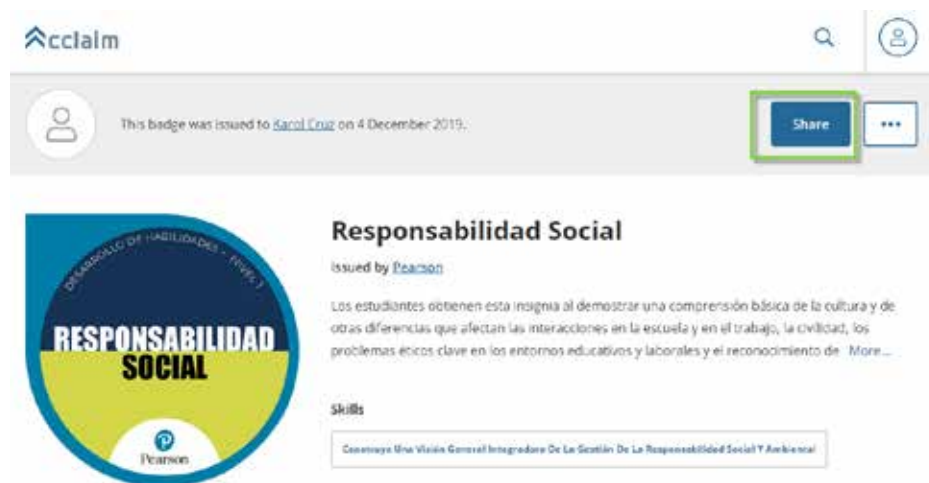 Acclaim
This badge was issued to Karol Cruz on 4 December 2019.
Share
...
DESARROLLO DE HABILIDADES - NIVEL 1
RESPONSABILIDAD
SOCIAL
Pearson
Responsabilidad Social
Issued by Pearson
Los estudiantes obtienen esta insignia al demostrar una comprensión básica de la cultura y de
otras diferencias que afectan las interacciones en la escuela y en el trabajo, la civilidad, los
problemas éticos clave en los entornos educativos y laborales y el reconocimiento de More...
Skills
Construye Una Visión General Integradora De La Gestión De La Responsabilidad Social Y Ambiental